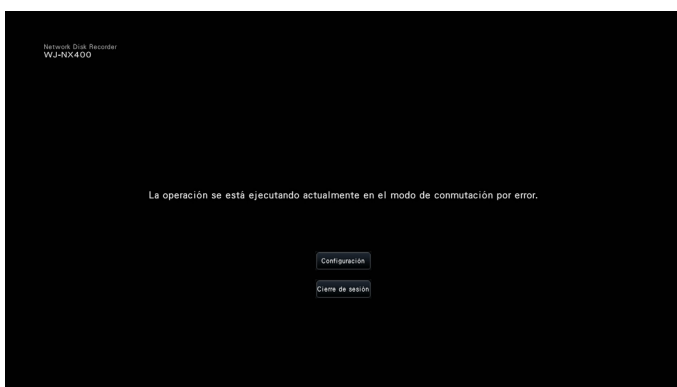 Network Disk Recorder
WJ-NX400
La operación se está ejecutando actualmente en el modo de conmutación por error.
Configuración
Cierre de sesión